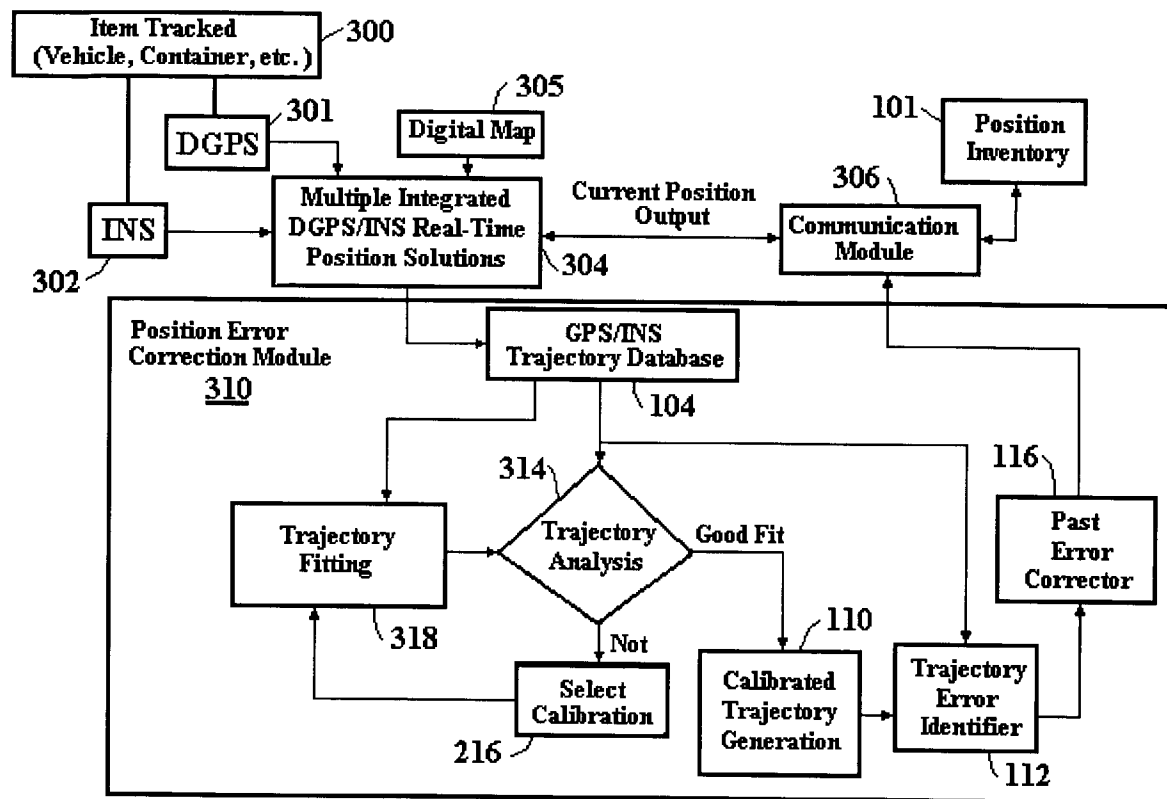 Item Tracked
(Vehicle, Container, etc.)
300
301
DGPS
305
Digital Map
101
Position
Inventory
INS
302
Multiple Integrated
DGPS/INS Real-Time
Position Solutions
304
Current Position
Output
306
Communication
Module
Position Error
Correction Module
310
GPS/INS
Trajectory Database
104
314
Trajectory
Analysis
Good Fit
Not
Trajectory
Fitting
318
Select
Calibration
216
110
Calibrated
Trajectory
Generation
Trajectory
Error
Identifier
112
116
Past
Error
Corrector